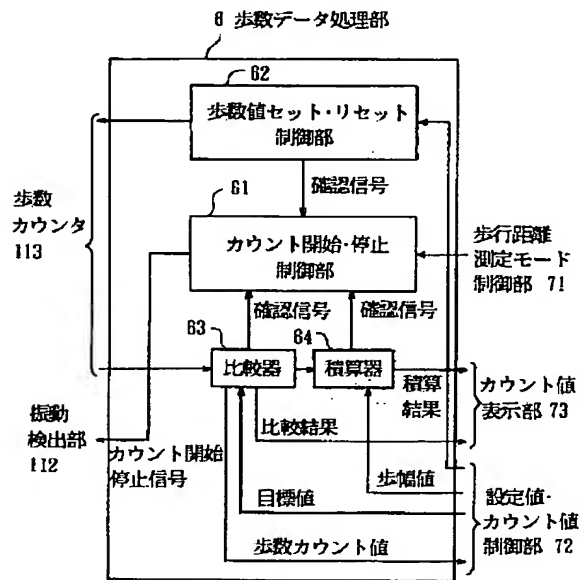 8 歩数データ処理部
62
歩数値セット・リセット
制御部
確認信号
61
カウント開始・停止
制御部
確認信号
確認信号
63
比較器
64
積算器
歩数
カウンタ
113
振動
検出部
112
カウント開始
停止信号
比較結果
積算
結果
歩幅値
目標値
歩数カウント値
歩行距離
測定モード
制御部 71
カウント値
表示部 73
設定値・
カウント値
制御部 72